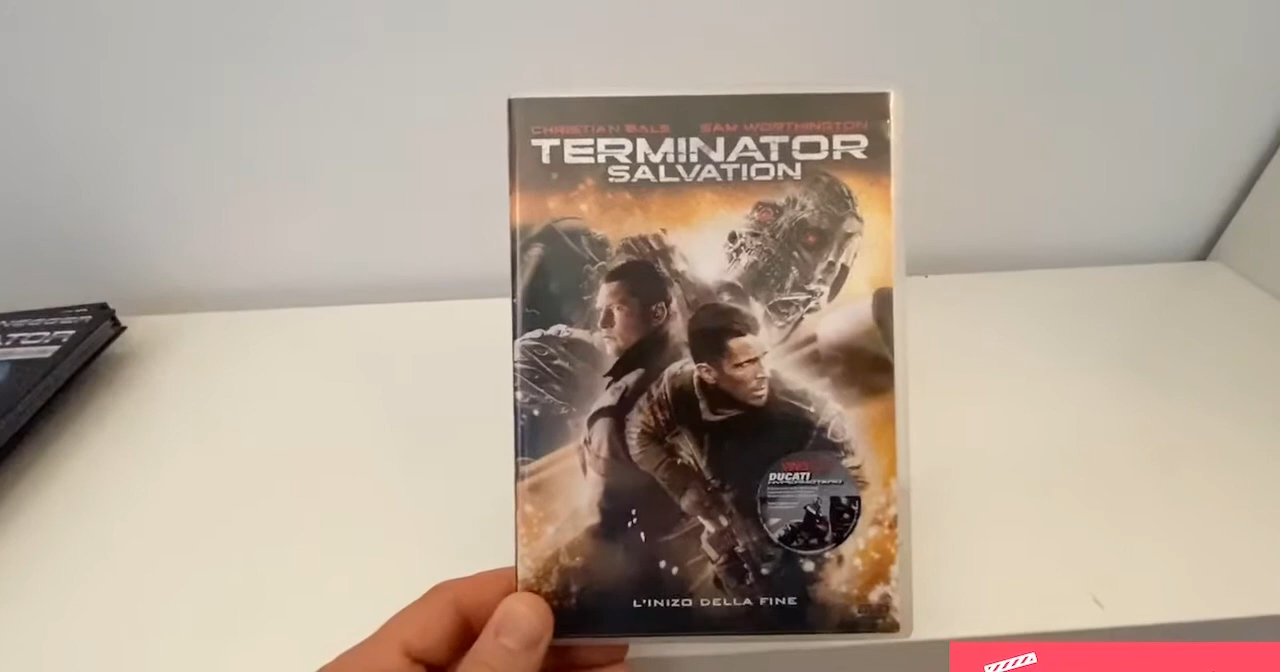 CHRISTIAN BALE SAM WORTHINGTON
TERMINATOR
SALVATION
DUCATI
L'INIZO DELLA FINE